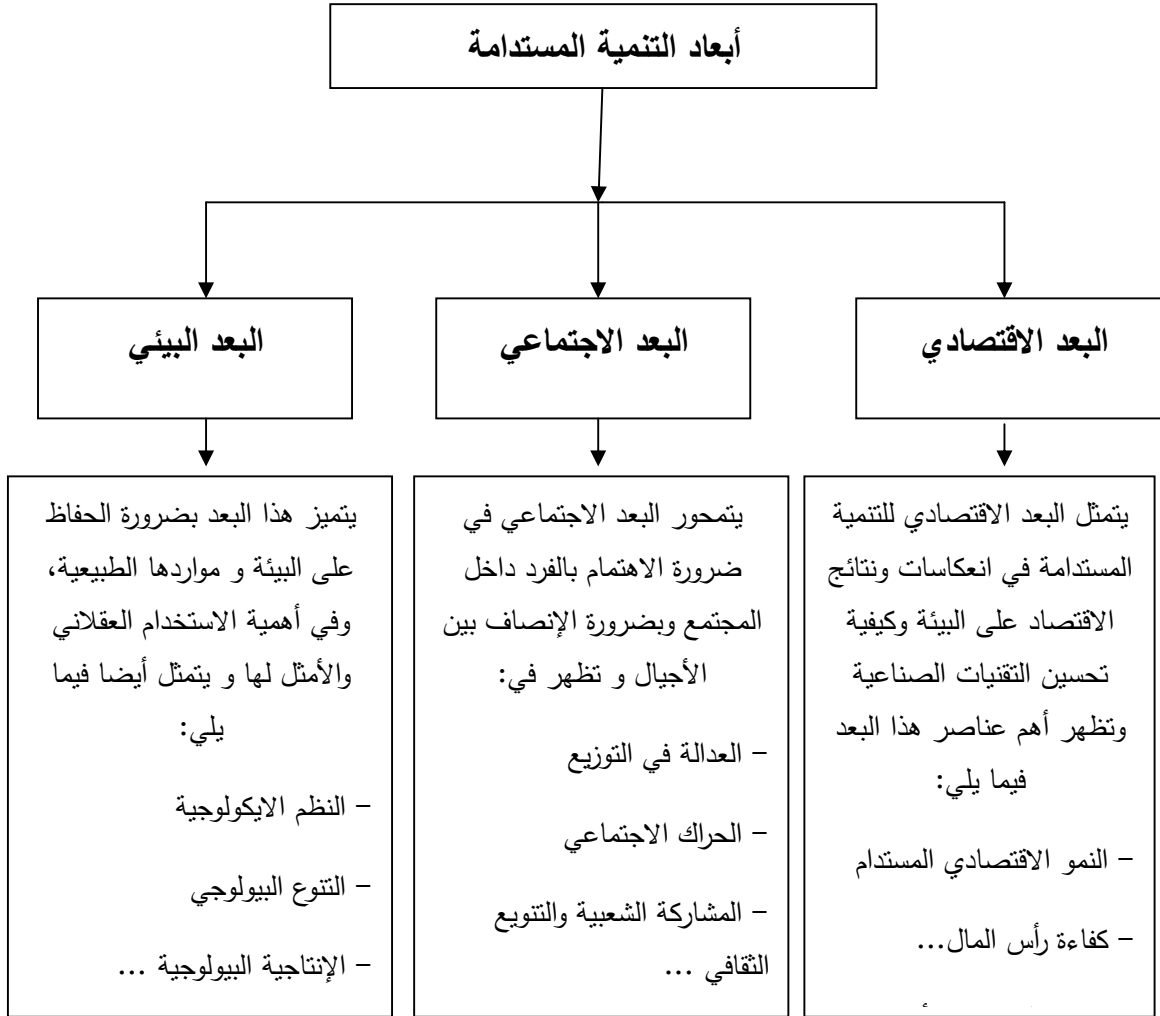 أبعاد التنمية المستدامة
البعد الاقتصادي
البعد الاجتماعي
البعد البيئي
يتمثل البعد الاقتصادي للتنمية
المستدامة في انعكاسات ونتائج
الاقتصاد على البيئة وكيفية
تحسين التقنيات الصناعية
وتظهر أهم عناصر هذا البعد
فيما يلي:
– النمو الاقتصادي المستدام
– كفاءة رأس المال...
يتمحور البعد الاجتماعي في
ضرورة الاهتمام بالفرد داخل
المجتمع وبضرورة الإنصاف بين
الأجيال و تظهر في:
– العدالة في التوزيع
– الحراك الاجتماعي
– المشاركة الشعبية والتنويع
الثقافي ...
يتميز هذا البعد بضرورة الحفاظ
على البيئة و مواردها الطبيعية،
وفي أهمية الاستخدام العقلاني
والأمثل لها و يتمثل أيضا فيما
يلي:
– النظم الايكولوجية
– التنوع البيولوجي
– الإنتاجية البيولوجية ...